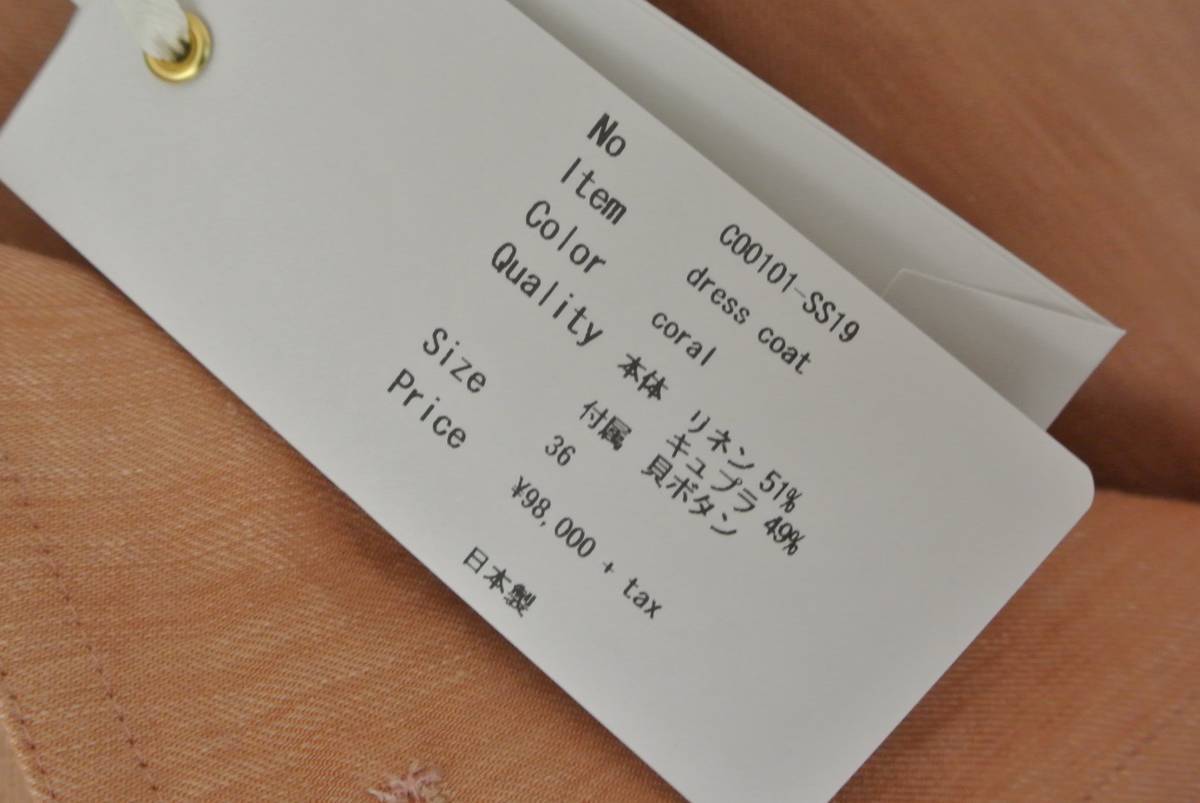 No C00101-SS19
Item dress coat
Color coral
Quality 本体 リネン 51%
キュプラ 49%
付属 貝ボタン
Size 36
Price ¥98,000 + tax
日本製